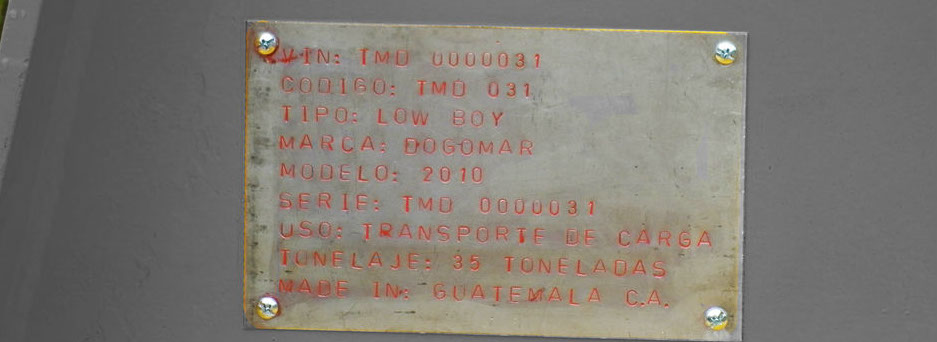 VIN: TMD 0000031
CODIGO: TMD 031
TIPO: LOW BOY
MARCA: DOGOMAR
MODELO: 2010
SERIE: TMD 0000031
USO: TRANSPORTE DE CARGA
TONELAJE: 35 TONELADAS
MADE IN: GUATEMALA C.A.